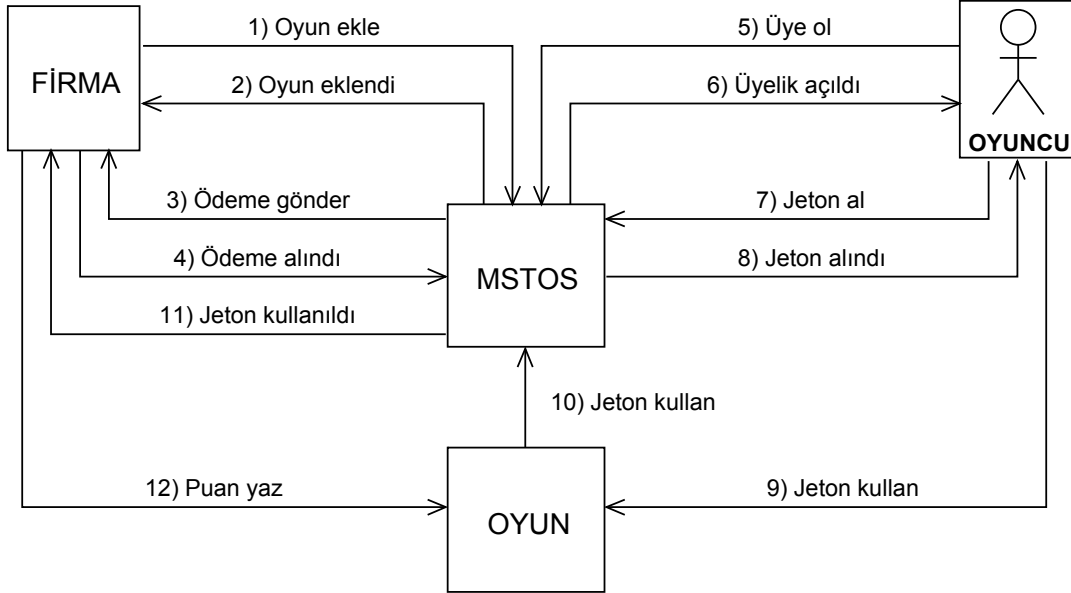 1) Oyun ekle
5) Üye ol
FİRMA
2) Oyun eklendi
6) Üyelik açıldı
OYUNCU
3) Ödeme gönder
7) Jeton al
4) Ödeme alındı
MSTOS
8) Jeton alındı
11) Jeton kullanıldı
10) Jeton kullan
12) Puan yaz
9) Jeton kullan
OYUN